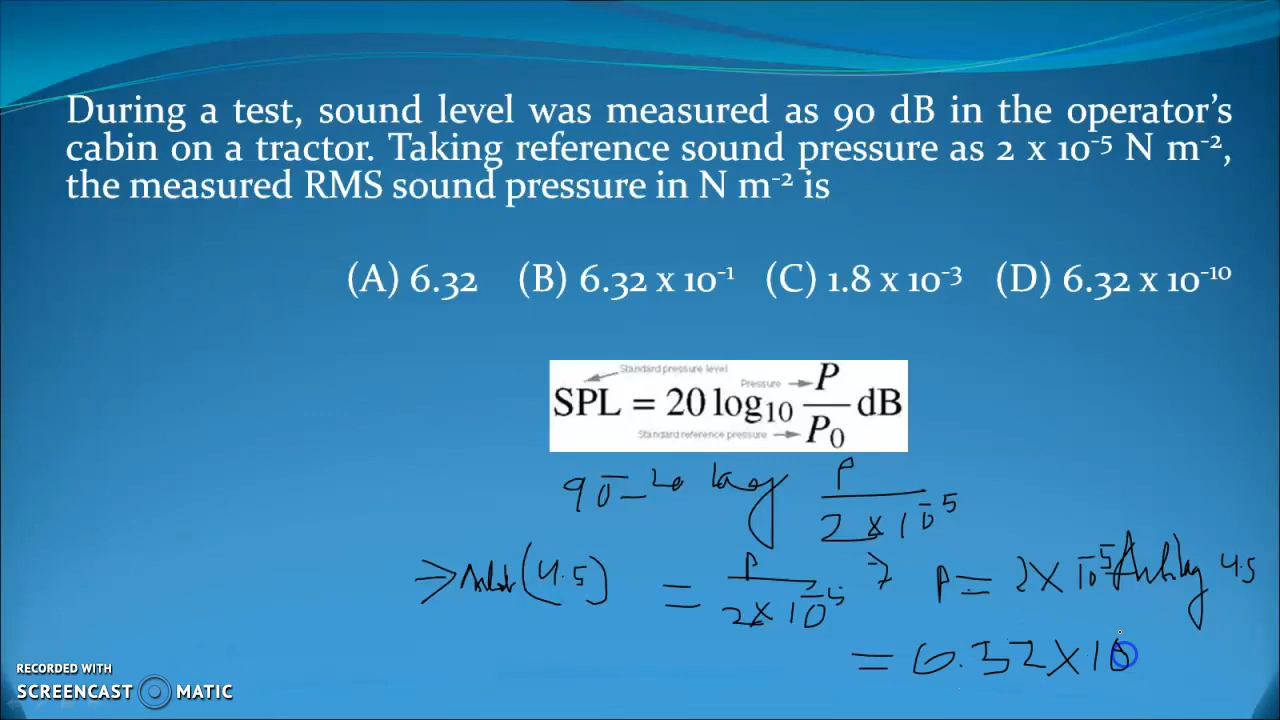 During a test, sound level was measured as 90 dB in the operator's
cabin on a tractor. Taking reference sound pressure as 2 x 10⁻⁵ N m⁻²,
the measured RMS sound pressure in N m⁻² is
(A) 6.32 (B) 6.32 x 10⁻¹ (C) 1.8 x 10⁻³ (D) 6.32 x 10⁻¹⁰
Standard pressure level
Pressure
SPL = 20 log₁₀ P/P₀ dB
Standard reference pressure
90 = 20 log P/2 x 10⁻⁵
⇒ (4.5) = P/2 x 10⁻⁵ ⇒ P = 2 x 10⁻⁵ Antilog 4.5
= 6.32 x 10
RECORDED WITH
SCREENCAST MATIC